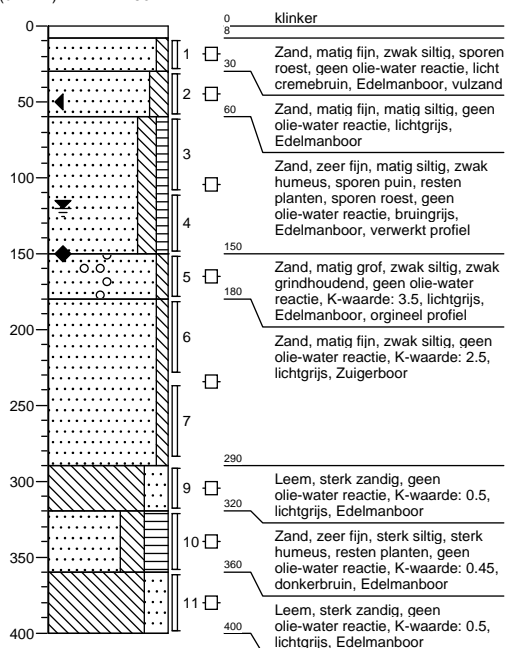 0
50
100
150
200
250
300
350
400
1
2
3
4
5
6
7
9
10
11
0
klinker
8
Zand, matig fijn, zwak siltig, sporen
roest, geen olie-water reactie, licht
cremebruin, Edelmanboor, vulzand
30
Zand, matig fijn, matig siltig, geen
olie-water reactie, lichtgrijs,
Edelmanboor
60
Zand, zeer fijn, matig siltig, zwak
humeus, sporen puin, resten
planten, sporen roest, geen
olie-water reactie, bruingrijs,
Edelmanboor, verwerkt profiel
150
Zand, matig grof, zwak siltig, zwak
grindhoudend, geen olie-water
reactie, K-waarde: 3.5, lichtgrijs,
Edelmanboor, orgineel profiel
180
Zand, matig fijn, zwak siltig, geen
olie-water reactie, K-waarde: 2.5,
lichtgrijs, Zuigerboor
290
Leem, sterk zandig, geen
olie-water reactie, K-waarde: 0.5,
lichtgrijs, Edelmanboor
320
Zand, zeer fijn, sterk siltig, sterk
humeus, resten planten, geen
olie-water reactie, K-waarde: 0.45,
donkerbruin, Edelmanboor
360
Leem, sterk zandig, geen
olie-water reactie, K-waarde: 0.5,
lichtgrijs, Edelmanboor
400